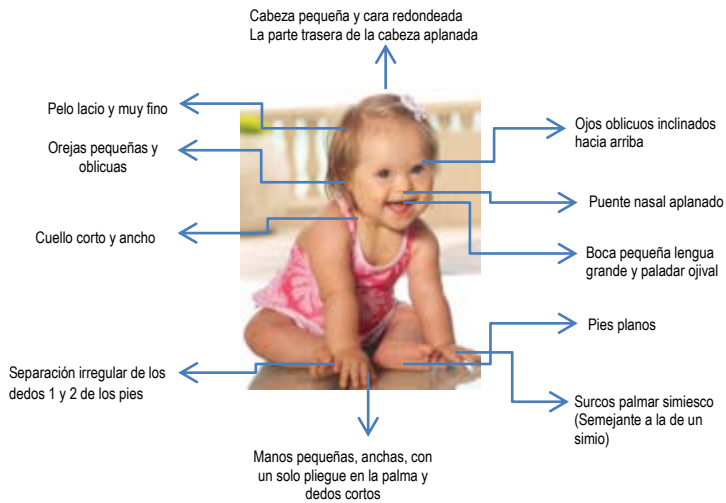 Cabeza pequeña y cara redondeada
La parte trasera de la cabeza aplanada
Pelo lacio y muy fino
Orejas pequeñas y
oblicuas
Cuello corto y ancho
Separación irregular de los
dedos 1 y 2 de los pies
Ojos oblicuos inclinados
hacia arriba
Puente nasal aplanado
Boca pequeña lengua
grande y paladar ojival
Pies planos
Surcos palmar simiesco
(Semejante a la de un
simio)
Manos pequeñas, anchas, con
un solo pliegue en la palma y
dedos cortos